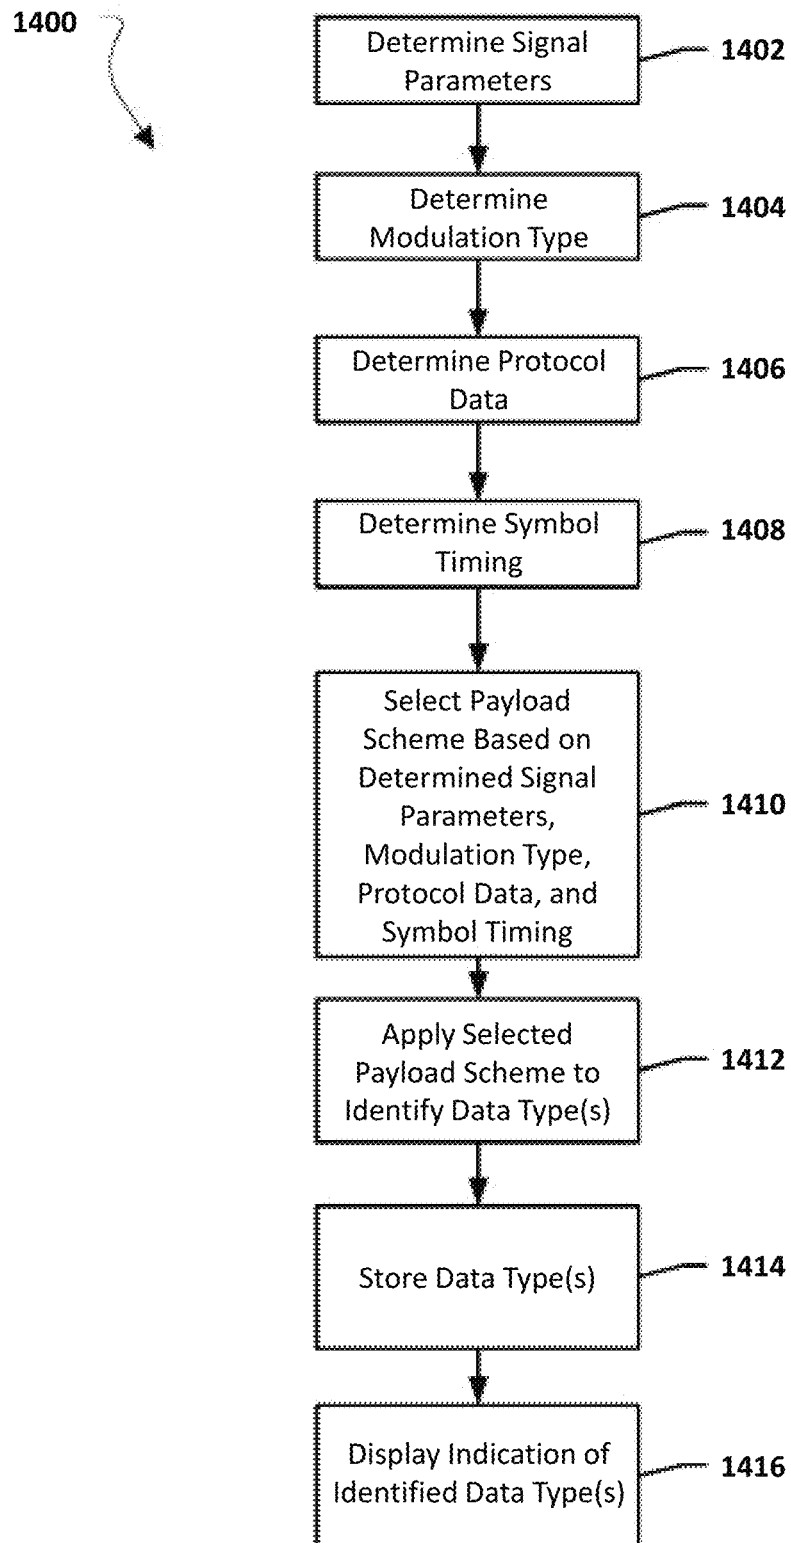 1400
Determine Signal
Parameters
1402
Determine
Modulation Type
1404
Determine Protocol
Data
1406
Determine Symbol
Timing
1408
Select Payload
Scheme Based on
Determined Signal
Parameters,
Modulation Type,
Protocol Data, and
Symbol Timing
1410
Apply Selected
Payload Scheme to
Identify Data Type(s)
1412
Store Data Type(s)
1414
Display Indication of
Identified Data Type(s)
1416